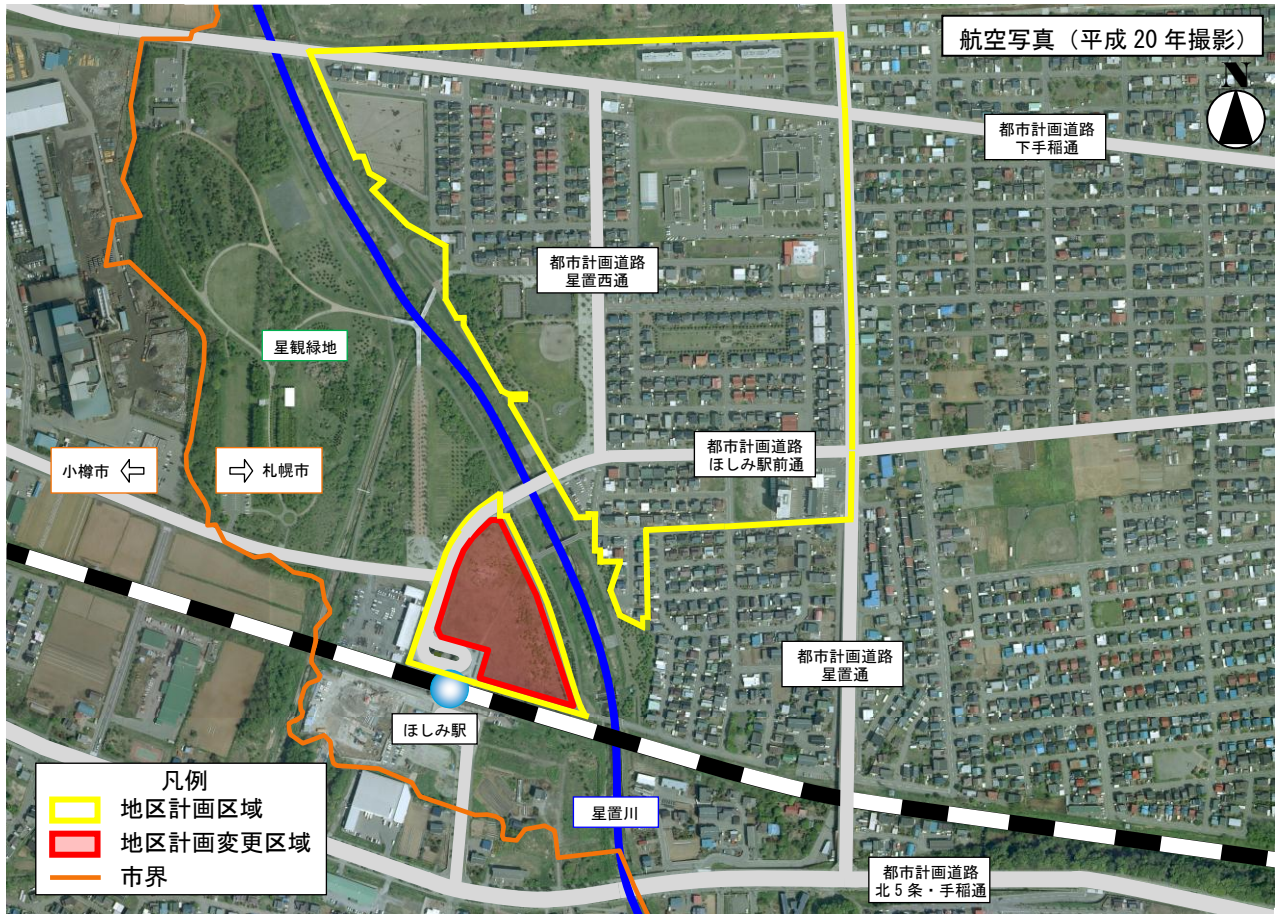 航空写真（平成20年撮影）
N
都市計画道路
下手稲通
都市計画道路
星置西通
星観緑地
都市計画道路
ほしみ駅前通
小樽市
札幌市
都市計画道路
星置通
ほしみ駅
凡例
地区計画区域
地区計画変更区域
市界
星置川
都市計画道路
北5条・手稲通